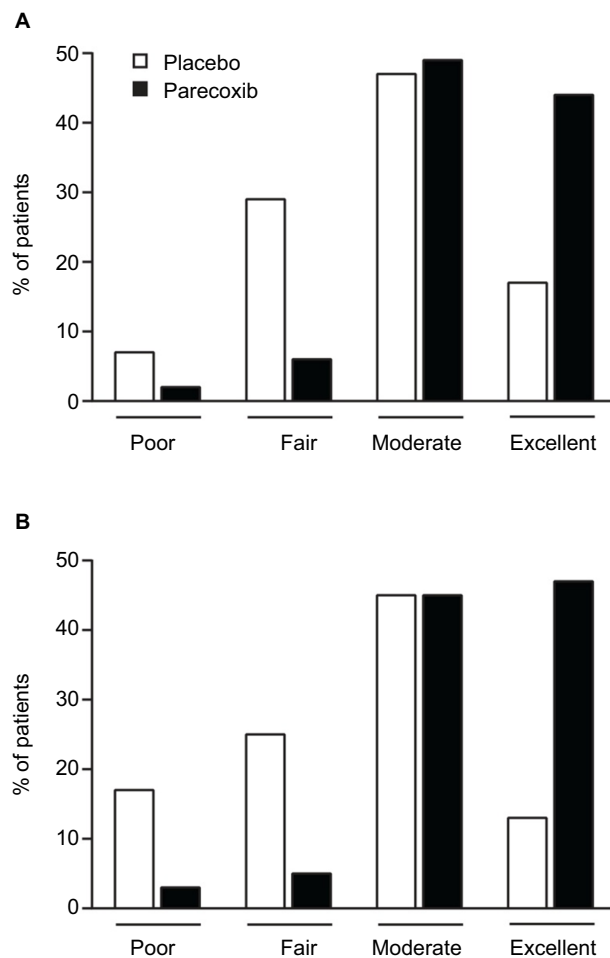 A
50
40
30
20
10
0
% of patients
Placebo
Parecoxib
Poor Fair Moderate Excellent
B
50
40
30
20
10
0
% of patients
Poor Fair Moderate Excellent